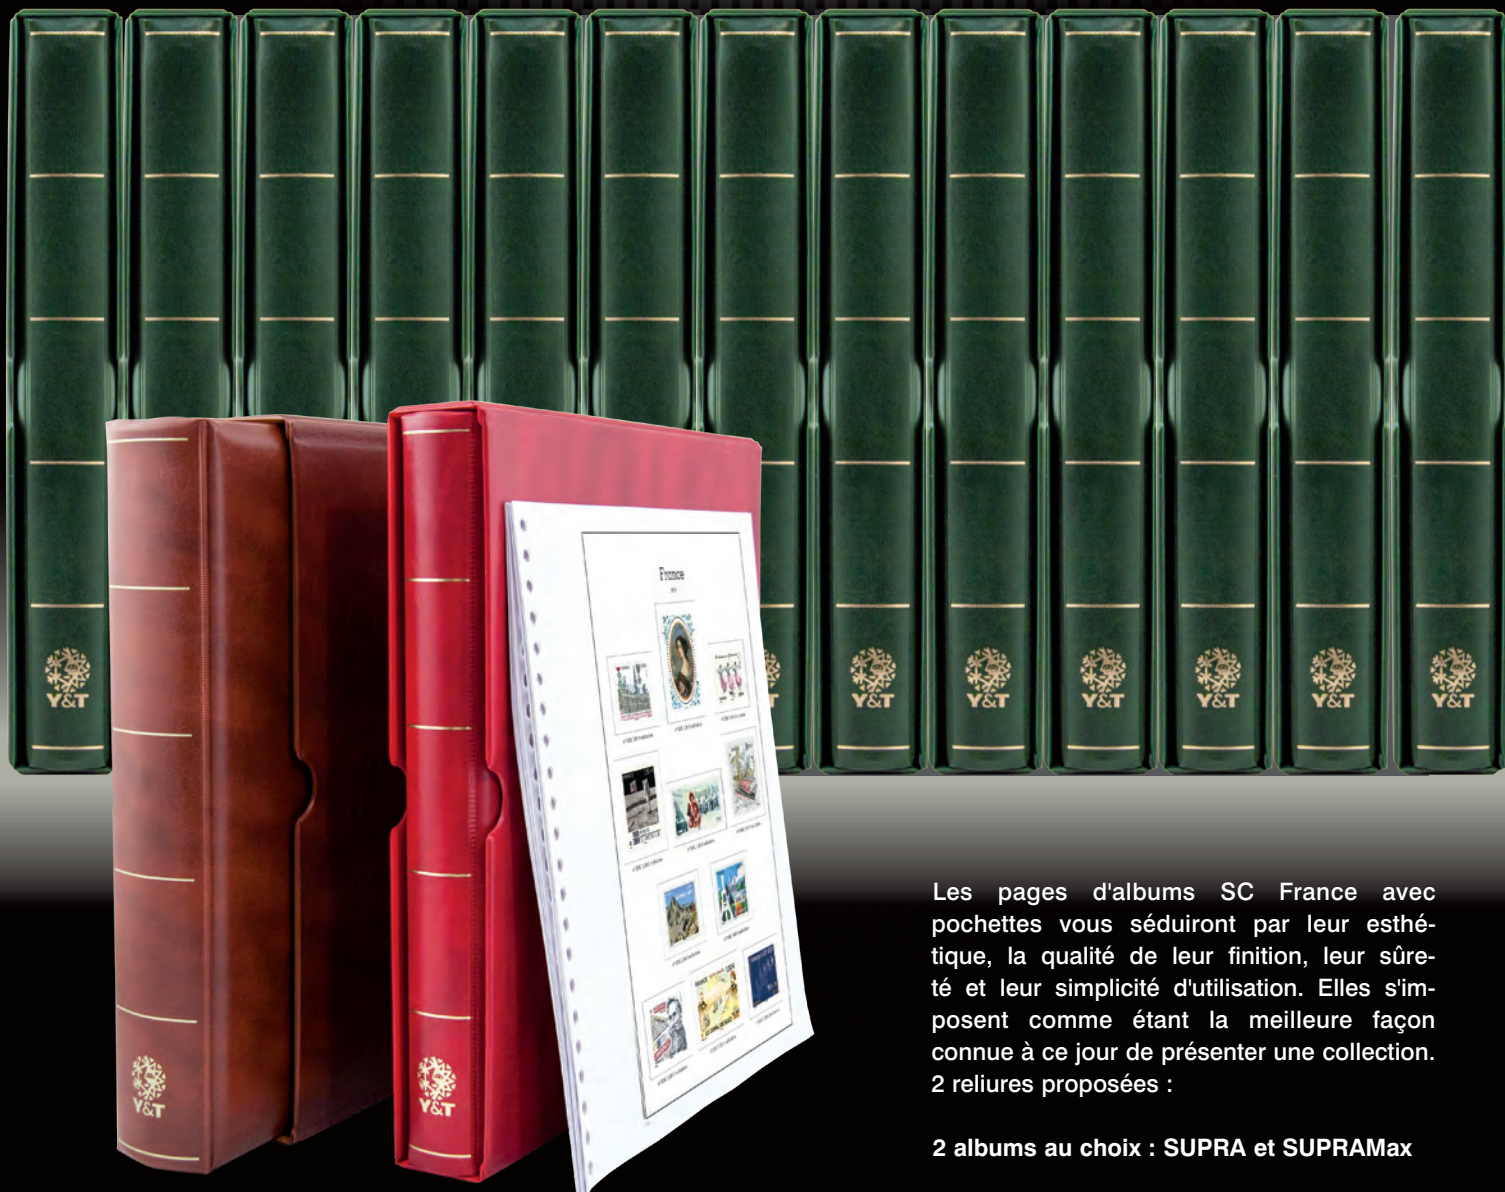 Y&T
Y&T
Y&T
Y&T
Y&T
Y&T
Y&T
Y&T
Y&T
Y&T
France
Les pages d'albums SC France avec
pochettes vous séduiront par leur esthé-
tique, la qualité de leur finition, leur sûre-
té et leur simplicité d'utilisation. Elles s'im-
posent comme étant la meilleure façon
connue à ce jour de présenter une collection.
2 reliures proposées :
2 albums au choix : SUPRA et SUPRAMax